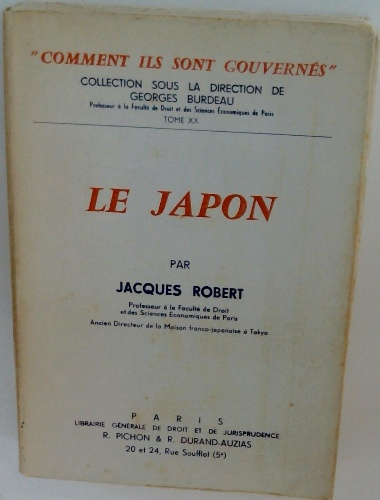 "COMMENT ILS SONT GOUVERNÉS"
COLLECTION SOUS LA DIRECTION DE
GEORGES BURDEAU
Professeur à la Faculté de Droit et des Sciences Économiques de Paris
TOME XX
LE JAPON
PAR
JACQUES ROBERT
Professeur à la Faculté de Droit
et des Sciences Economiques de Paris
Ancien Directeur de la Maison franco-japonaise à Tokyo
PARIS
LIBRAIRIE GÉNÉRALE DE DROIT ET DE JURISPRUDENCE
R. PICHON & R. DURAND-AUZIAS
20 et 24, Rue Soufflot (5e)